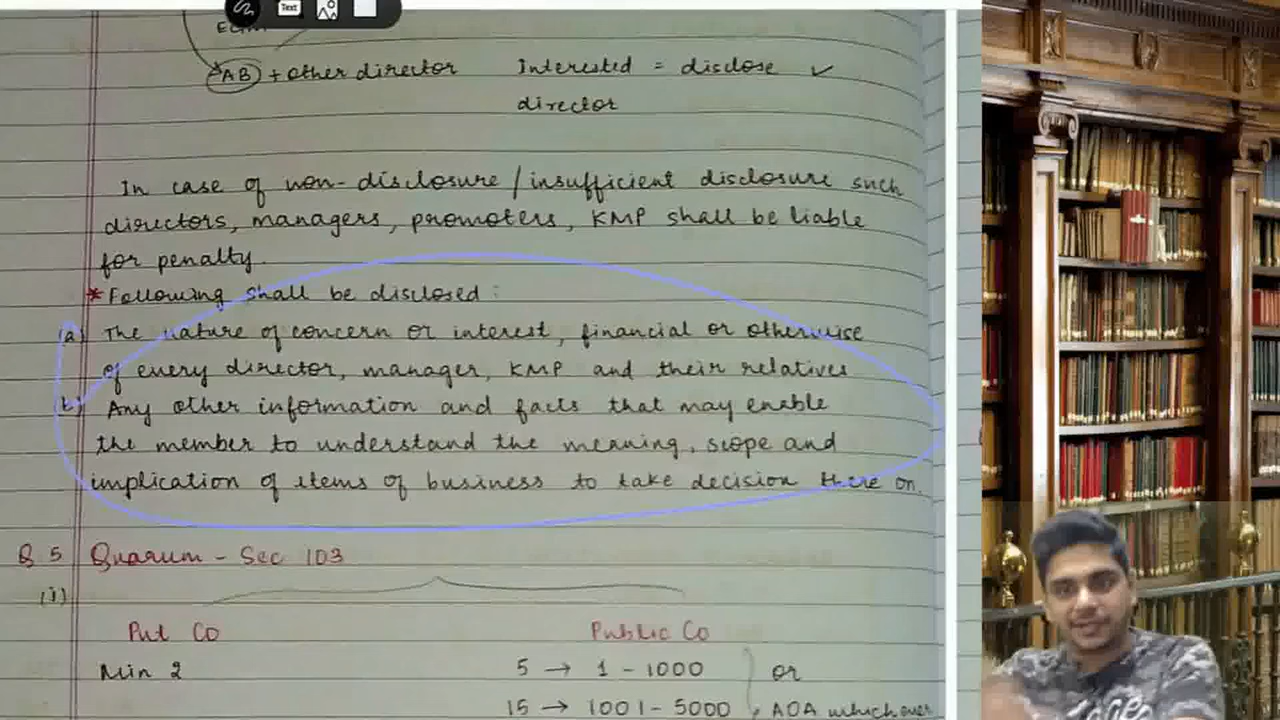 Text
AB + other director Interested = disclose ✓
director
In case of non-disclosure / insufficient disclosure such
directors, managers, promoters, KMP shall be liable
for penalty.
* Following shall be disclosed :
(a) The nature of concern or interest, financial or otherwise
of every director, manager, KMP and their relatives
(b) Any other information and facts that may enable
the member to understand the meaning, scope and
implication of items of business to take decision there on.
Q 5 Quarum - Sec 103
(i)
Pvt Co Public Co
Min 2 5 → 1 - 1000 or
15 → 1001 - 5000 AOA which ever